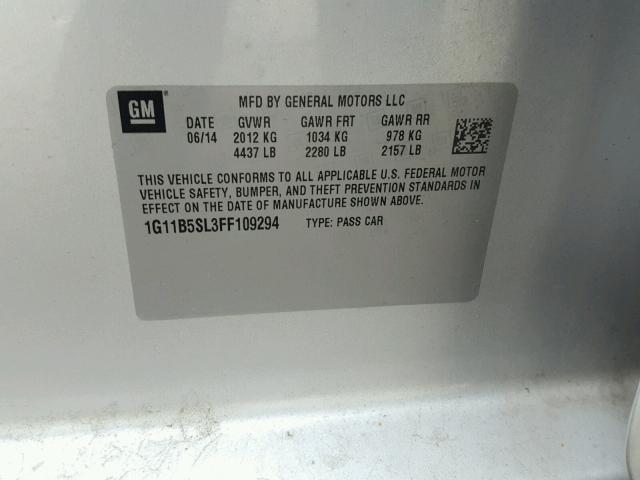 GM
MFD BY GENERAL MOTORS LLC
DATE GVWR GAWR FRT GAWR RR
06/14 2012 KG 1034 KG 978 KG
4437 LB 2280 LB 2157 LB
THIS VEHICLE CONFORMS TO ALL APPLICABLE U.S. FEDERAL MOTOR
VEHICLE SAFETY, BUMPER, AND THEFT PREVENTION STANDARDS IN
EFFECT ON THE DATE OF MANUFACTURE SHOWN ABOVE.
1G11B5SL3FF109294 TYPE: PASS CAR